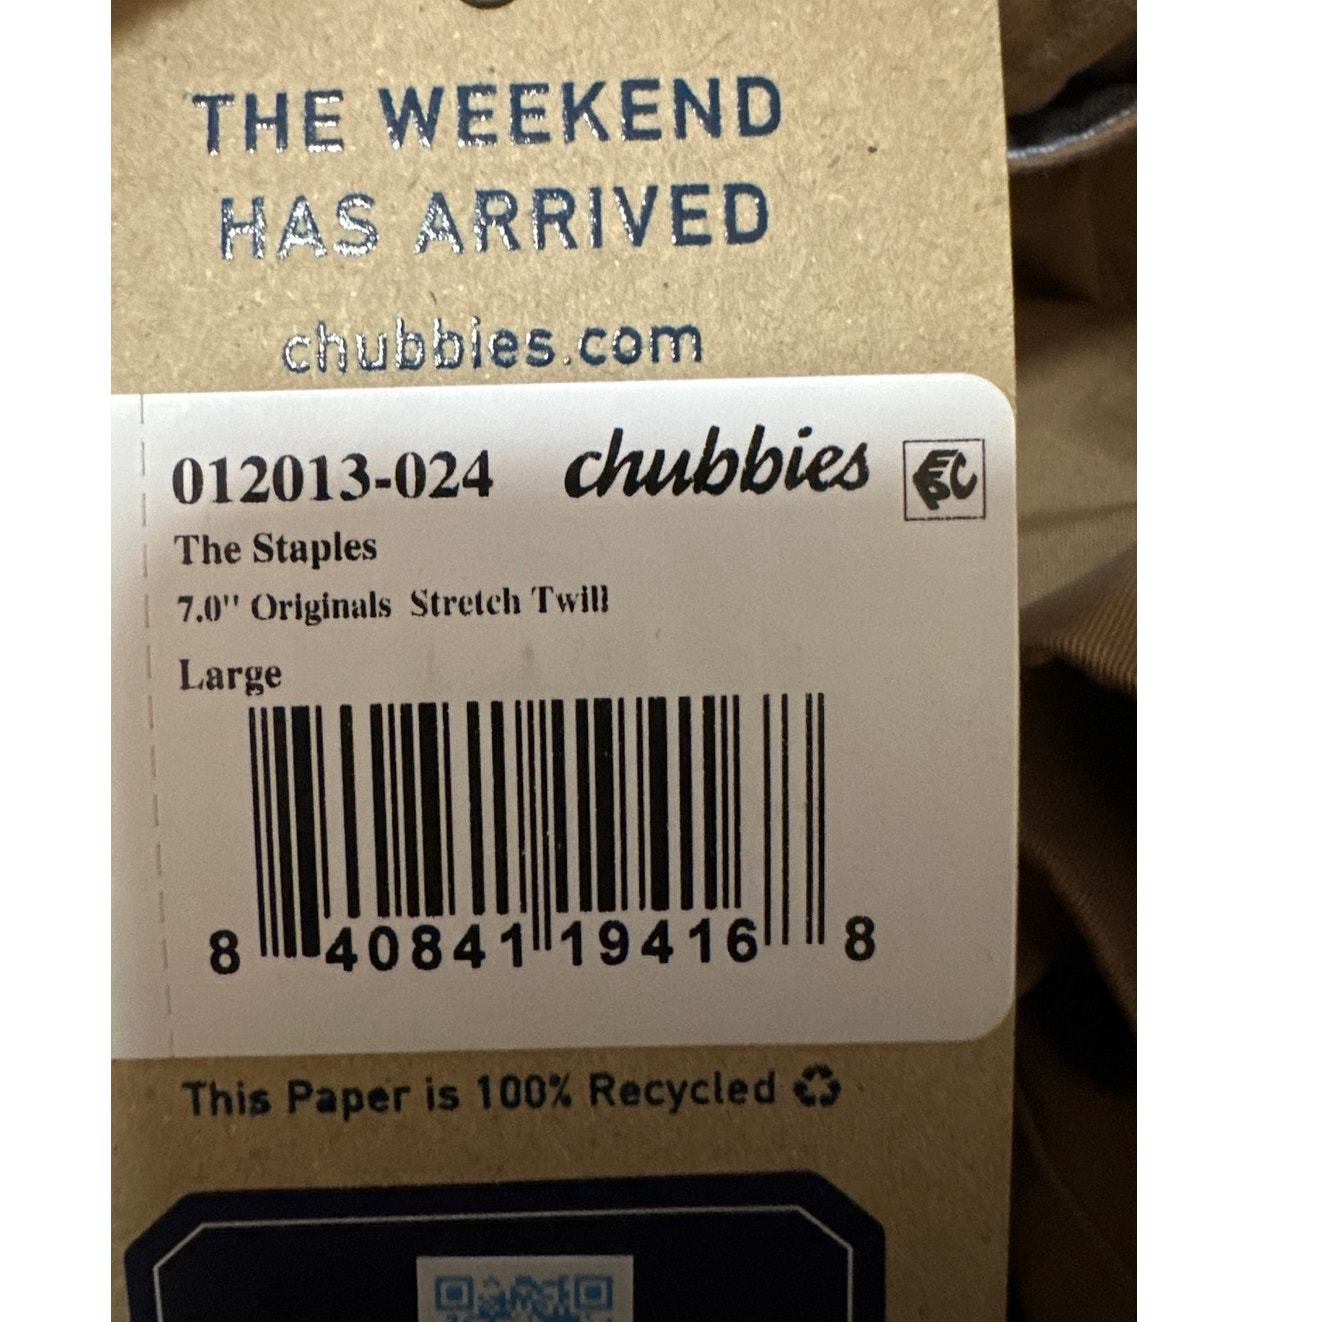 THE WEEKEND
HAS ARRIVED
chubbies.com
012013-024 chubbies EPC
The Staples
7.0" Originals Stretch Twill
Large
8 40841 19416 8
This Paper is 100% Recycled